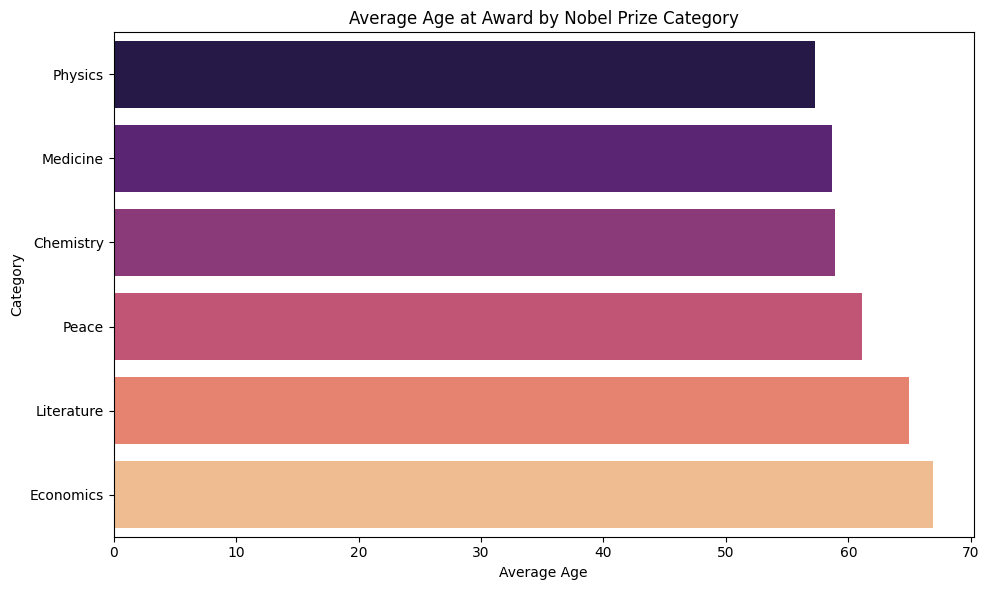 Average Age at Award by Nobel Prize Category
Category
Physics
Medicine
Chemistry
Peace
Literature
Economics
0 10 20 30 40 50 60 70
Average Age